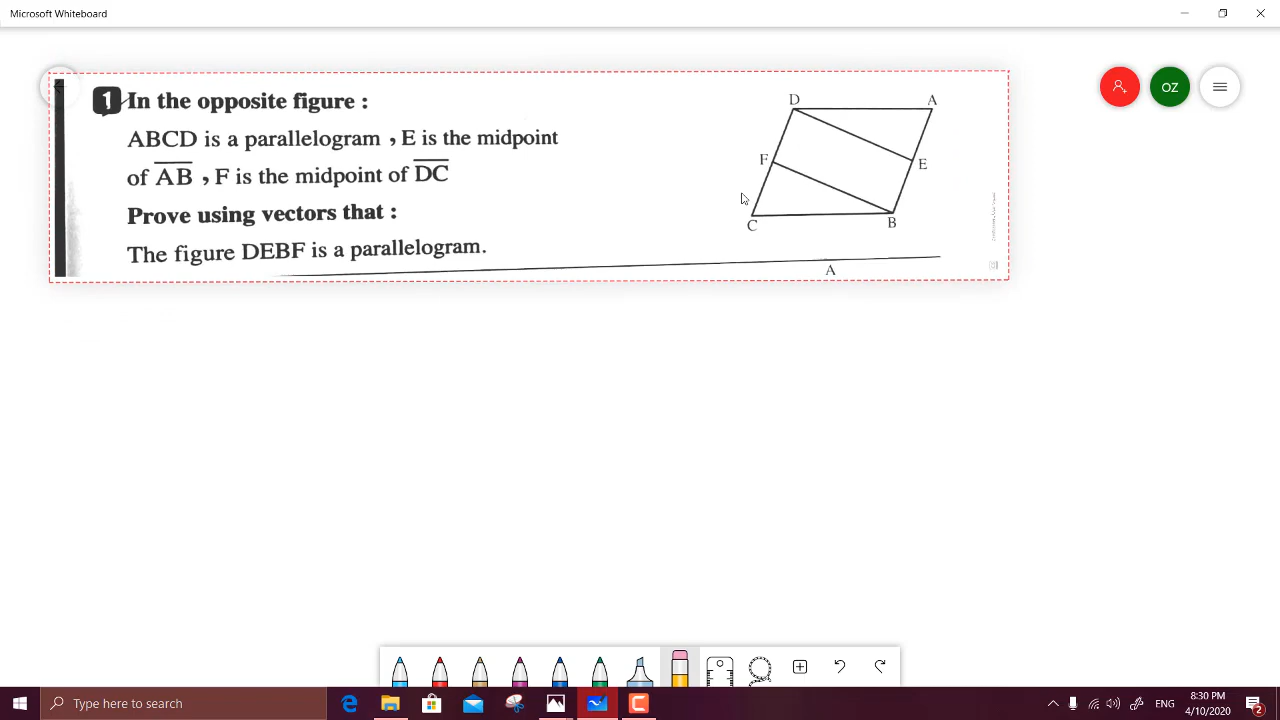 Microsoft Whiteboard
OZ
1 In the opposite figure :
ABCD is a parallelogram , E is the midpoint
of AB , F is the midpoint of DC
Prove using vectors that :
The figure DEBF is a parallelogram.
D
A
F
E
C
B
A
Type here to search
ENG
8:30 PM
4/10/2020
2